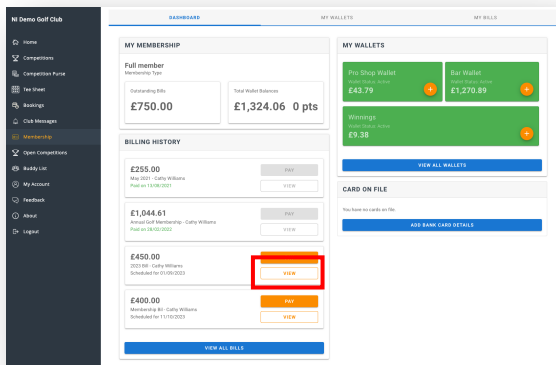 NI Demo Golf Club
Home
Competitions
Competition Purse
Tee Sheet
Bookings
Club Messages
Membership
Open Competitions
Buddy List
My Account
Feedback
About
Logout
DASHBOARD
MY WALLETS
MY BILLS
MY MEMBERSHIP
Full member
Membership Type
Outstanding Bills
£750.00
Total Wallet Balances
£1,324.06 0 pts
BILLING HISTORY
£255.00
May 2021 - Cathy Williams
Paid on 13/08/2021
PAY
VIEW
£1,044.61
Annual Golf Membership - Cathy Williams
Paid on 28/02/2023
PAY
VIEW
£450.00
2023 Bill - Cathy Williams
Scheduled for 01/09/2023
VIEW
£400.00
Membership Bil - Cathy Williams
Scheduled for 11/10/2023
PAY
VIEW
VIEW ALL BILLS
MY WALLETS
Pro Shop Wallet
Wallet Status: Active
£43.79
Bar Wallet
Wallet Status: Active
£1,270.89
Winnings
Wallet Status: Active
£9.38
VIEW ALL WALLETS
CARD ON FILE
You have no cards on file.
ADD BANK CARD DETAILS